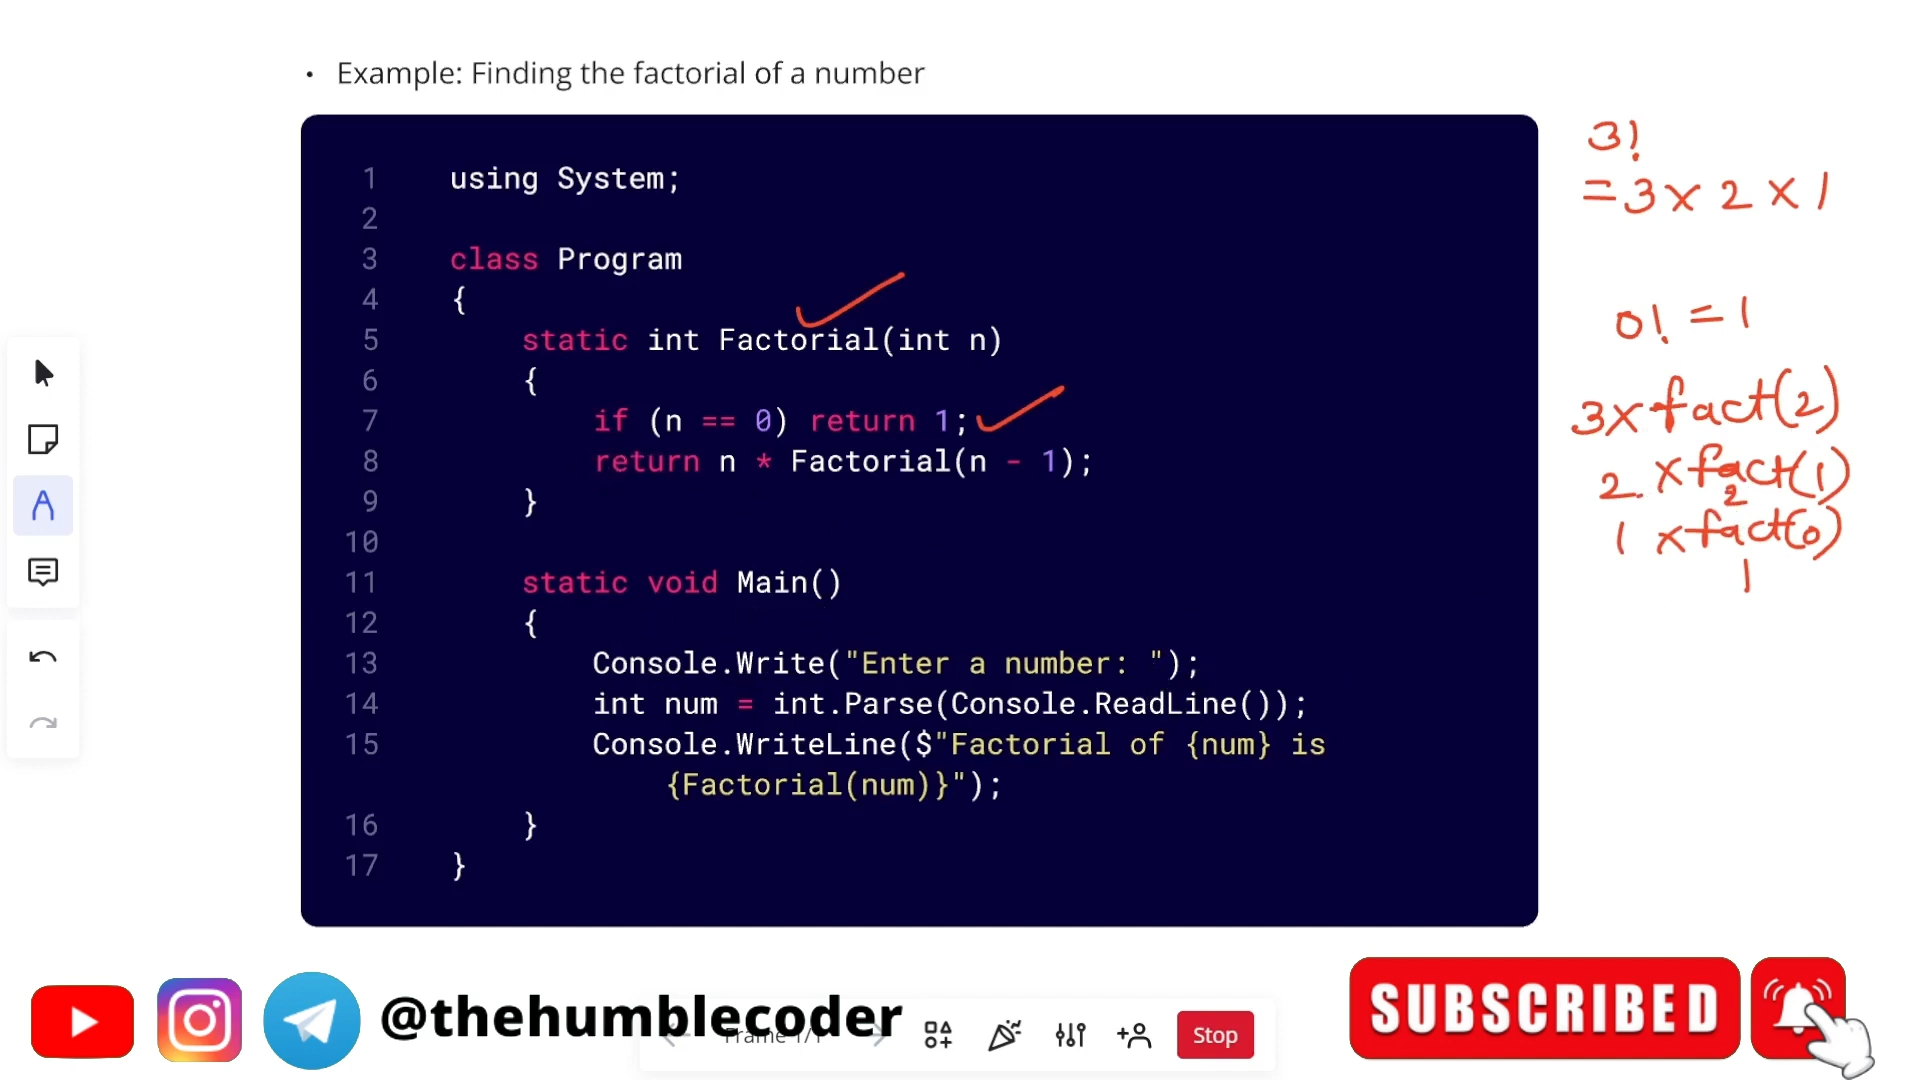 • Example: Finding the factorial of a number
1 using System;
2
3 class Program
4 {
5 static int Factorial(int n)
6 {
7 if (n == 0) return 1;
8 return n * Factorial(n - 1);
9 }
10
11 static void Main()
12 {
13 Console.Write("Enter a number: ");
14 int num = int.Parse(Console.ReadLine());
15 Console.WriteLine($"Factorial of {num} is
{Factorial(num)}");
16 }
17 }
3!
= 3 x 2 x 1
0! = 1
3 x fact(2)
2 x fact(1)
2
1 x fact(0)
1
@thehumblecoder
Frame 1/1
Stop
SUBSCRIBED